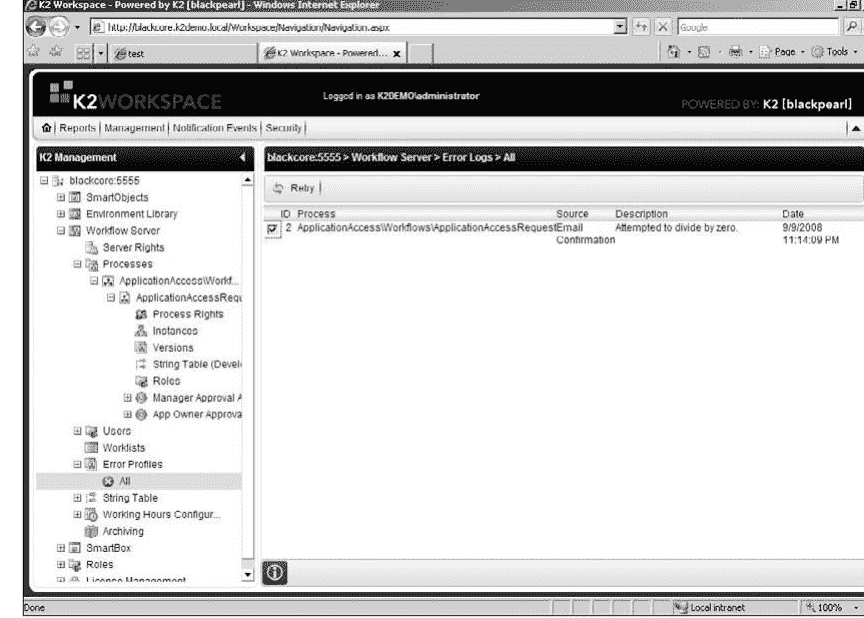 K2 Workspace - Powered by K2 [blackpearl] - Windows Internet Explorer
http://blackcore.k2demo.local/Workspace/Navigation/Navigation.aspx
Google
test
K2 Workspace - Powered... x
Page
Tools
K2WORKSPACE
Logged in as K2DEMO\administrator
POWERED BY: K2 [blackpearl]
Reports | Management | Notification Events | Security |
K2 Management
blackcore:5555 > Workflow Server > Error Logs > All
blackcore:5555
SmartObjects
Environment Library
Workflow Server
Server Rights
Processes
ApplicationAccess\Workf...
ApplicationAccessRequ
Process Rights
Instances
Versions
String Table (Devel
Roles
Manager Approval A
App Owner Approva
Users
Worklists
Error Profiles
All
String Table
Working Hours Configur...
Archiving
SmartBox
Roles
License Management
Retry |
ID Process Source Description Date
2 ApplicationAccess\Workflows\ApplicationAccessRequest Email Attempted to divide by zero. 9/9/2008
Confirmation 11:14:09 PM
Done
Local intranet
100%